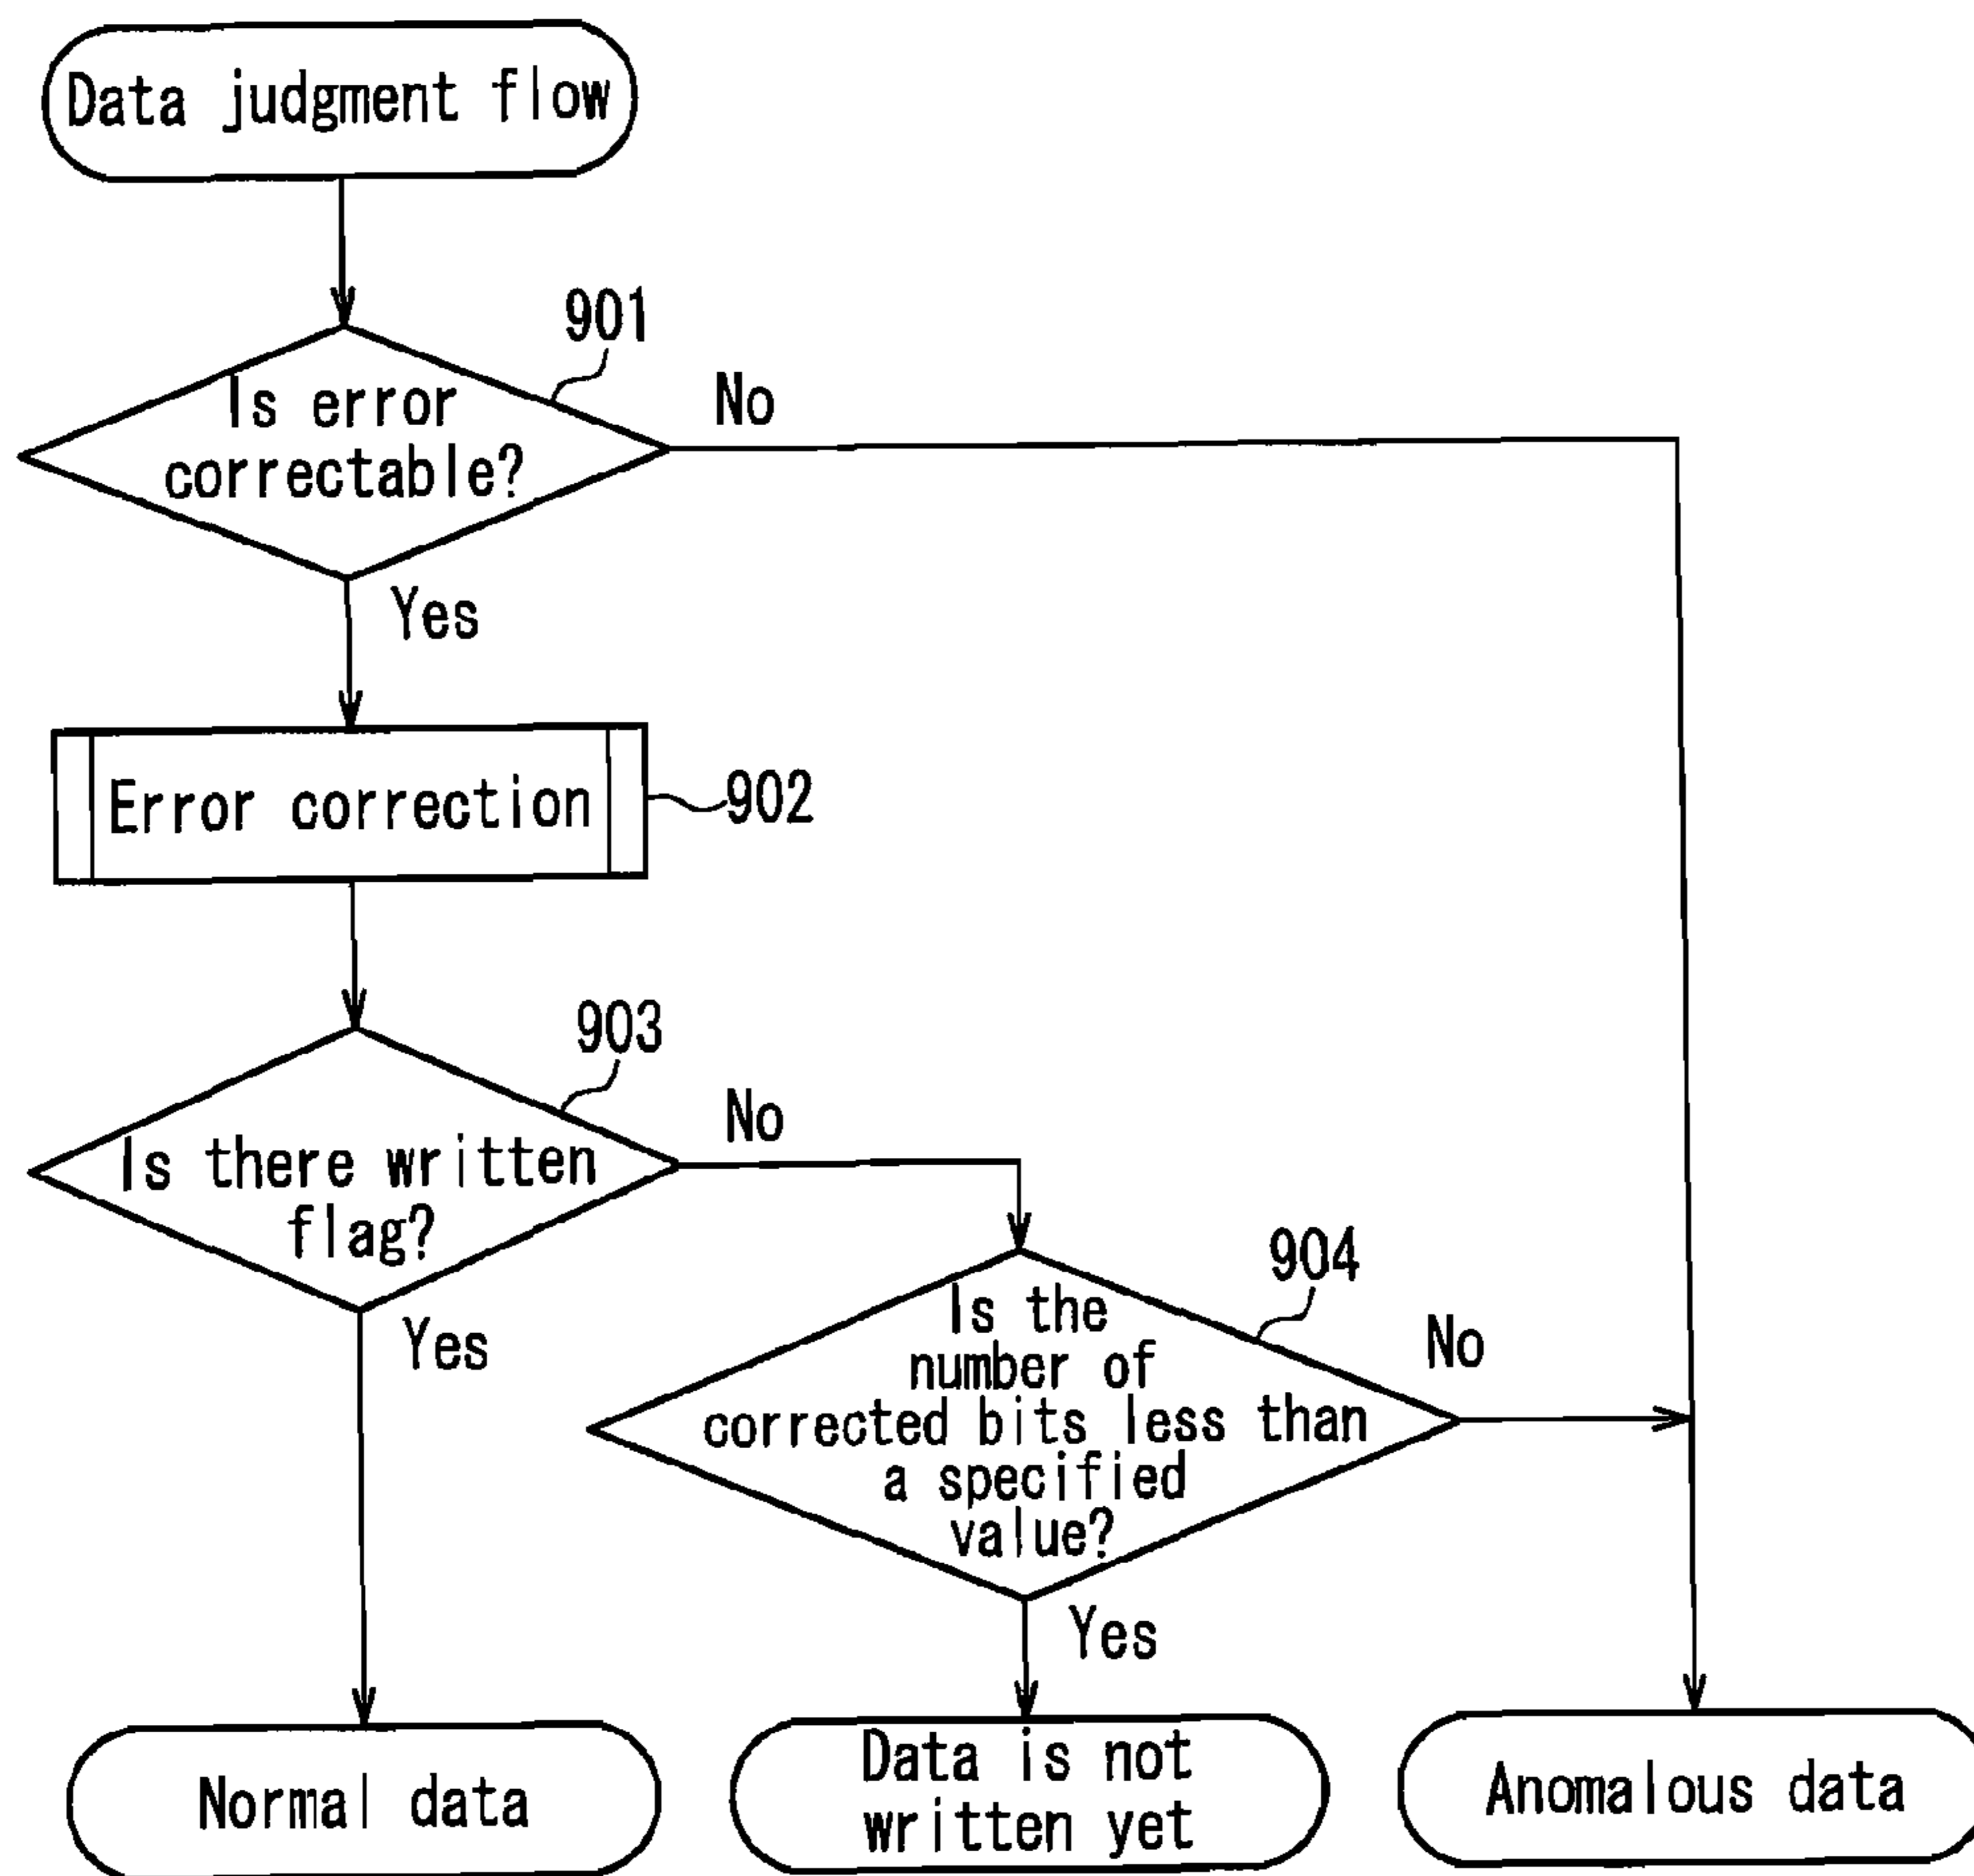 Data judgment flow
901
Is error
correctable?
No
Yes
Error correction
902
903
Is there written
flag?
No
Yes
904
Is the
number of
corrected bits less than
a specified
value?
No
Yes
Normal data
Data is not
written yet
Anomalous data